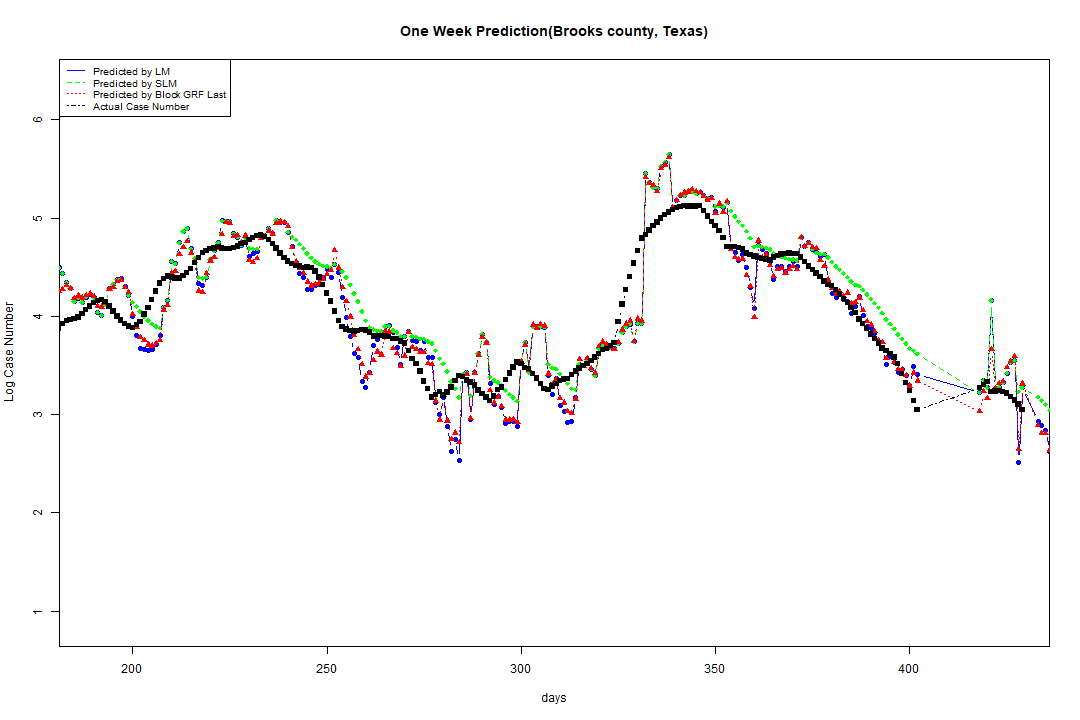 One Week Prediction(Brooks county, Texas)
Predicted by LM
Predicted by SLM
Predicted by Block GRF Last
Actual Case Number
Log Case Number
6
5
4
3
2
1
200
250
300
350
400
days